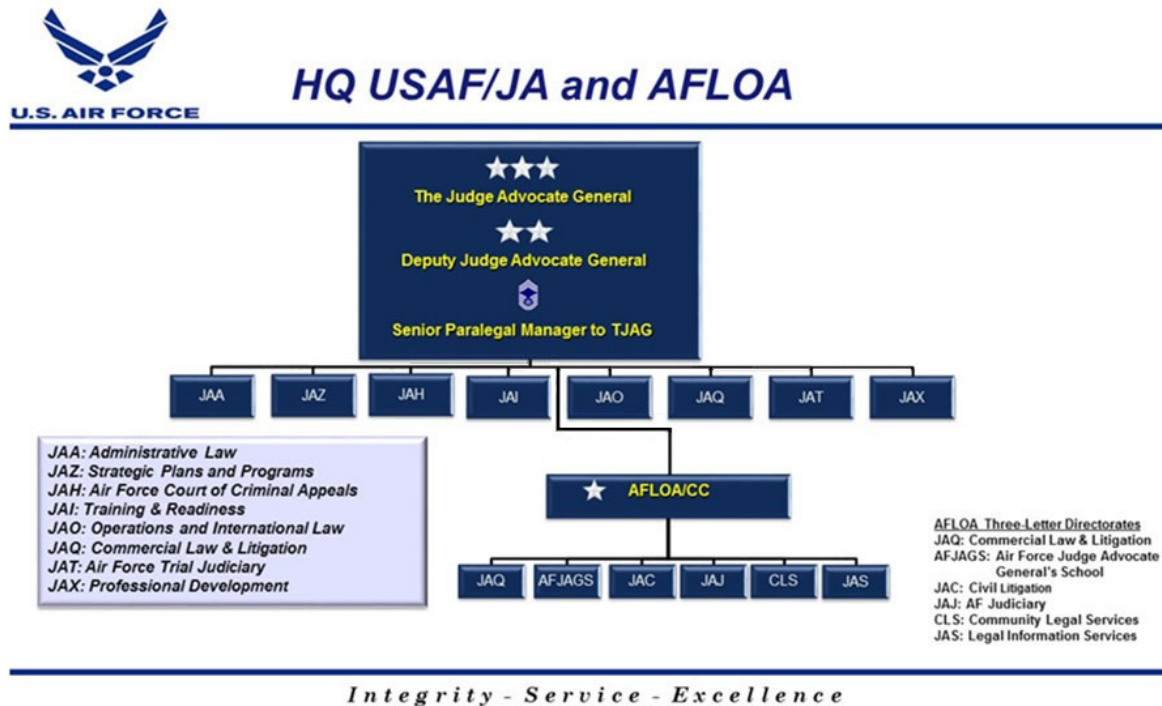 U.S. AIR FORCE
HQ USAF/JA and AFLOA
The Judge Advocate General
Deputy Judge Advocate General
Senior Paralegal Manager to TJAG
JAA
JAZ
JAH
JAI
JAO
JAQ
JAT
JAX
JAA: Administrative Law
JAZ: Strategic Plans and Programs
JAH: Air Force Court of Criminal Appeals
JAI: Training & Readiness
JAO: Operations and International Law
JAQ: Commercial Law & Litigation
JAT: Air Force Trial Judiciary
JAX: Professional Development
AFLOA/CC
JAQ
AFJAGS
JAC
JAJ
CLS
JAS
AFLOA Three-Letter Directorates
JAQ: Commercial Law & Litigation
AFJAGS: Air Force Judge Advocate
General's School
JAC: Civil Litigation
JAJ: AF Judiciary
CLS: Community Legal Services
JAS: Legal Information Services
Integrity - Service - Excellence